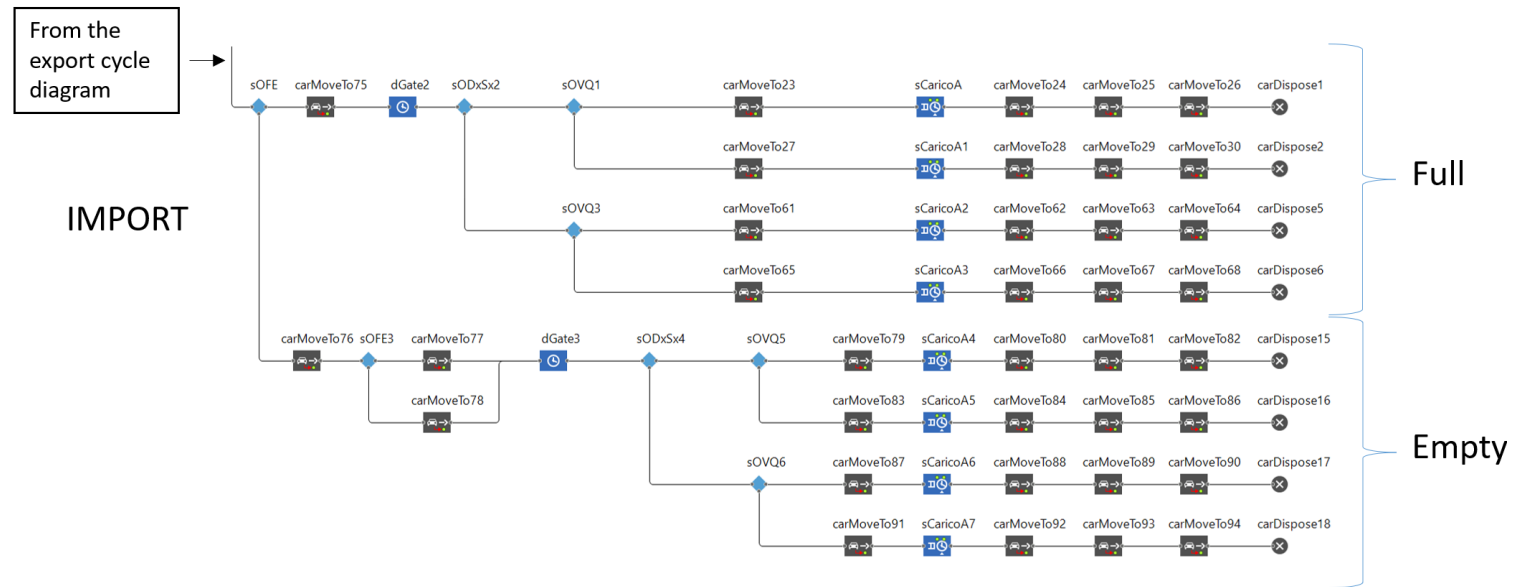 From the
export cycle
diagram
sOFE carMoveTo75 dGate2 sODxSx2 sOVQ1 carMoveTo23 sCaricoA carMoveTo24 carMoveTo25 carMoveTo26 carDispose1
carMoveTo27 sCaricoA1 carMoveTo28 carMoveTo29 carMoveTo30 carDispose2
Full
IMPORT
sOVQ3 carMoveTo61 sCaricoA2 carMoveTo62 carMoveTo63 carMoveTo64 carDispose5
carMoveTo65 sCaricoA3 carMoveTo66 carMoveTo67 carMoveTo68 carDispose6
carMoveTo76 sOFE3 carMoveTo77 dGate3 sODxSx4 sOVQ5 carMoveTo79 sCaricoA4 carMoveTo80 carMoveTo81 carMoveTo82 carDispose15
carMoveTo78 carMoveTo83 sCaricoA5 carMoveTo84 carMoveTo85 carMoveTo86 carDispose16
Empty
sOVQ6 carMoveTo87 sCaricoA6 carMoveTo88 carMoveTo89 carMoveTo90 carDispose17
carMoveTo91 sCaricoA7 carMoveTo92 carMoveTo93 carMoveTo94 carDispose18